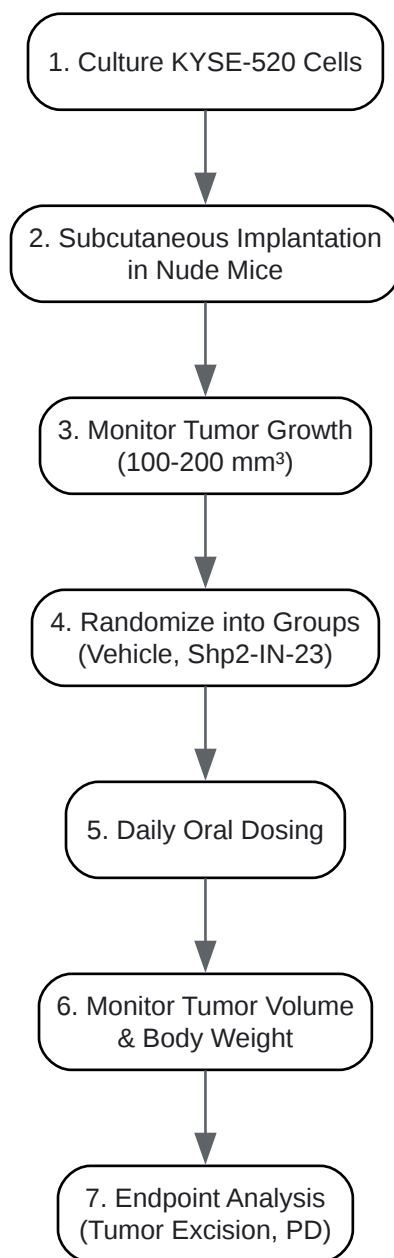 1. Culture KYSE-520 Cells
2. Subcutaneous Implantation
in Nude Mice
3. Monitor Tumor Growth
(100-200 mm³)
4. Randomize into Groups
(Vehicle, Shp2-IN-23)
5. Daily Oral Dosing
6. Monitor Tumor Volume
& Body Weight
7. Endpoint Analysis
(Tumor Excision, PD)